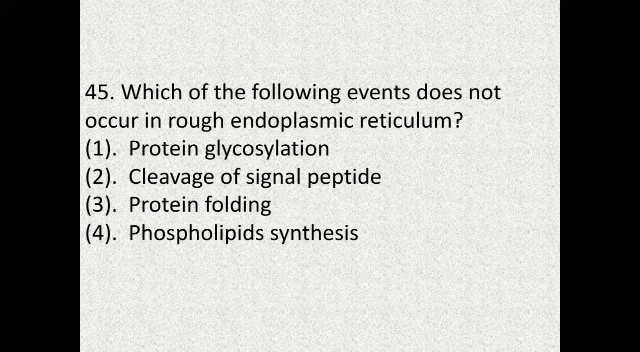 45. Which of the following events does not
occur in rough endoplasmic reticulum?
(1).  Protein glycosylation
(2).  Cleavage of signal peptide
(3).  Protein folding
(4).  Phospholipids synthesis